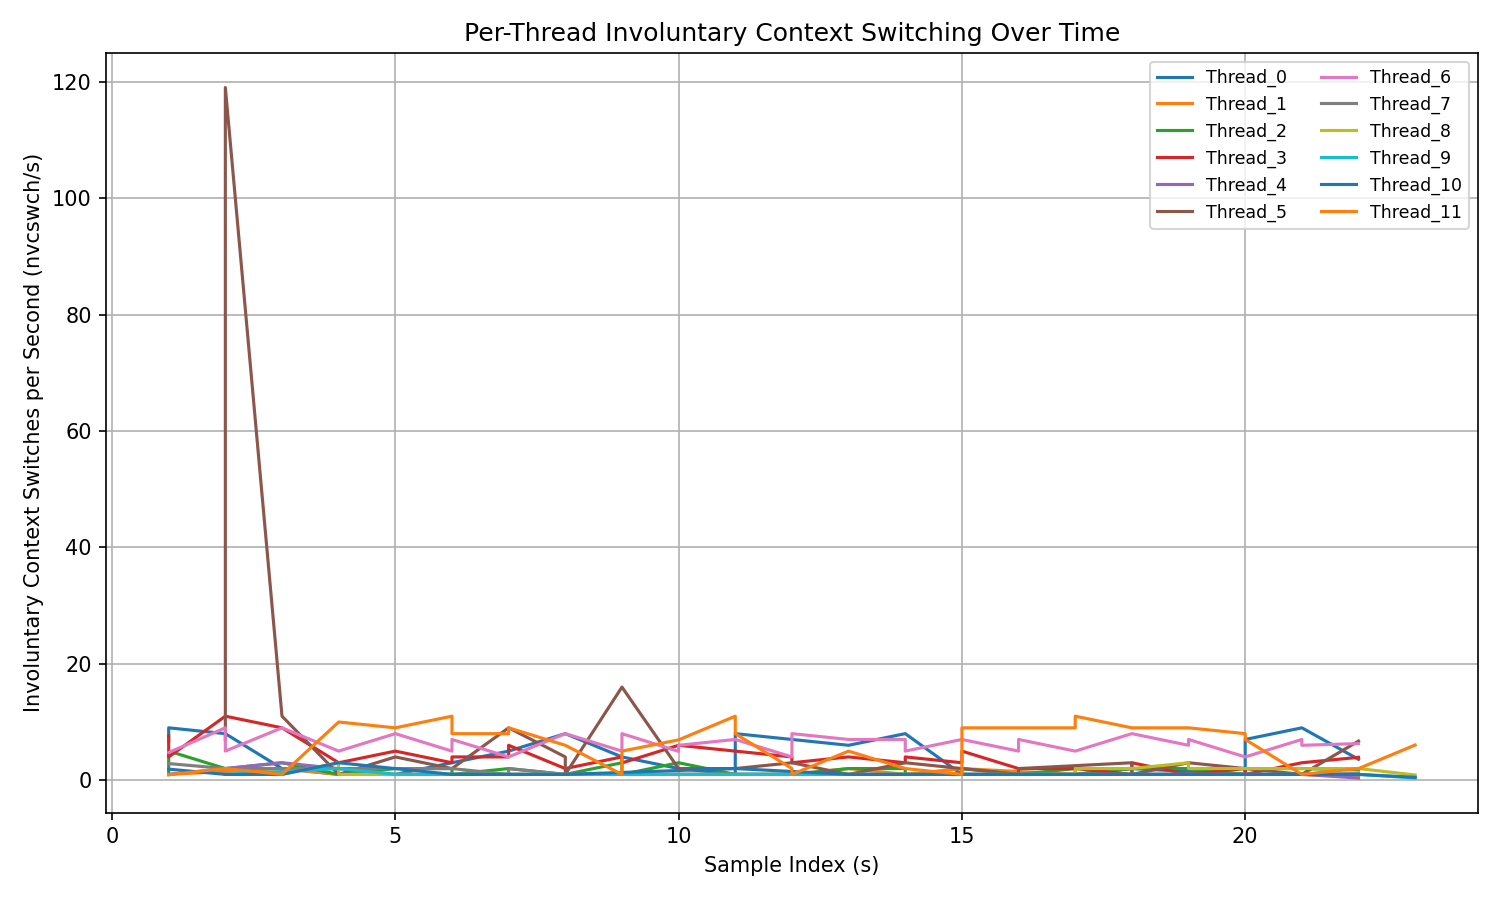 Per-Thread Involuntary Context Switching Over Time
Involuntary Context Switches per Second (nvcswch/s)
120
100
80
60
40
20
0
0 5 10 15 20
Sample Index (s)
Thread_0
Thread_1
Thread_2
Thread_3
Thread_4
Thread_5
Thread_6
Thread_7
Thread_8
Thread_9
Thread_10
Thread_11